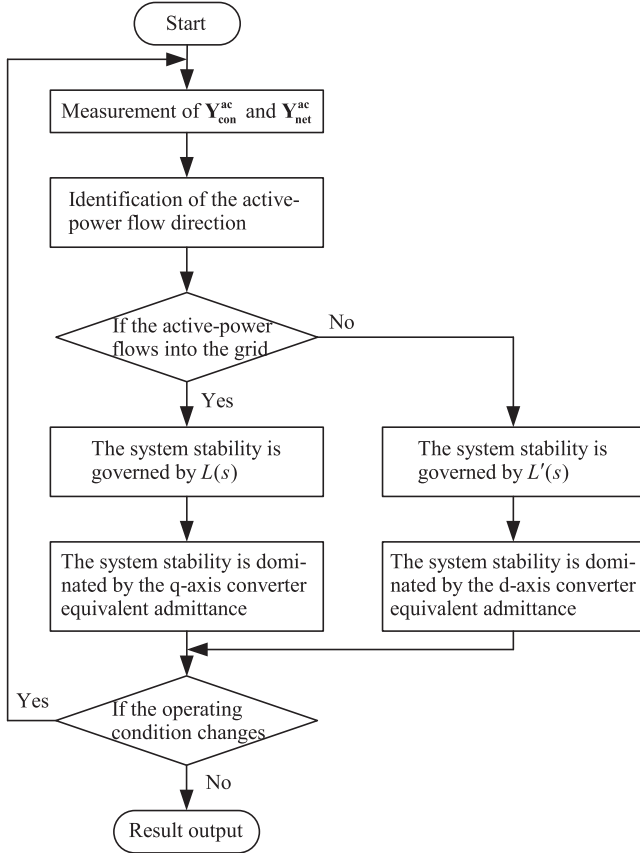 Start
Measurement of Y^ac_con and Y^ac_net
Identification of the active-
power flow direction
If the active-power
flows into the grid
No
Yes
The system stability is
governed by L(s)
The system stability is
governed by L′(s)
The system stability is domi-
nated by the q-axis converter
equivalent admittance
The system stability is domi-
nated by the d-axis converter
equivalent admittance
Yes
If the operating
condition changes
No
Result output